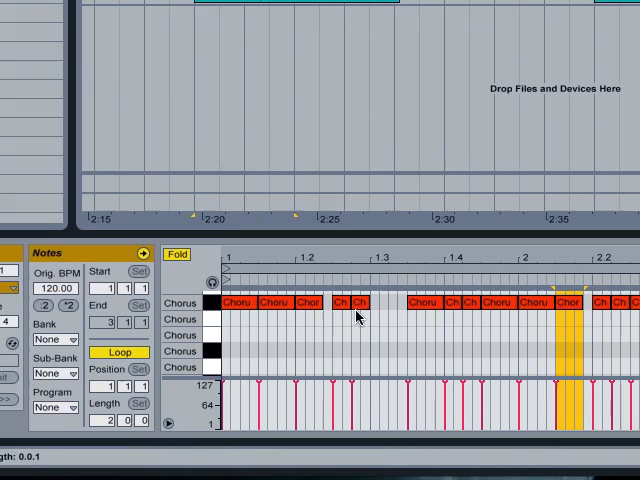 Drop Files and Devices Here
2:15 2:20 2:25 2:30 2:35
Notes
Fold
1 1.2 1.3 1.4 2 2.2
Orig. BPM
120.00
:2 *2
Bank
None
Sub-Bank
None
Program
None
Start Set
1 1 1
End Set
3 1 1
Loop
Position Set
1 1 1
Length Set
2 0 0
1
4
>>
Chorus Choru Choru Chor Ch Ch Choru Ch Ch Choru Choru Chor Ch Ch C
Chorus
Chorus
Chorus
Chorus
127
64
1
gth: 0.0.1